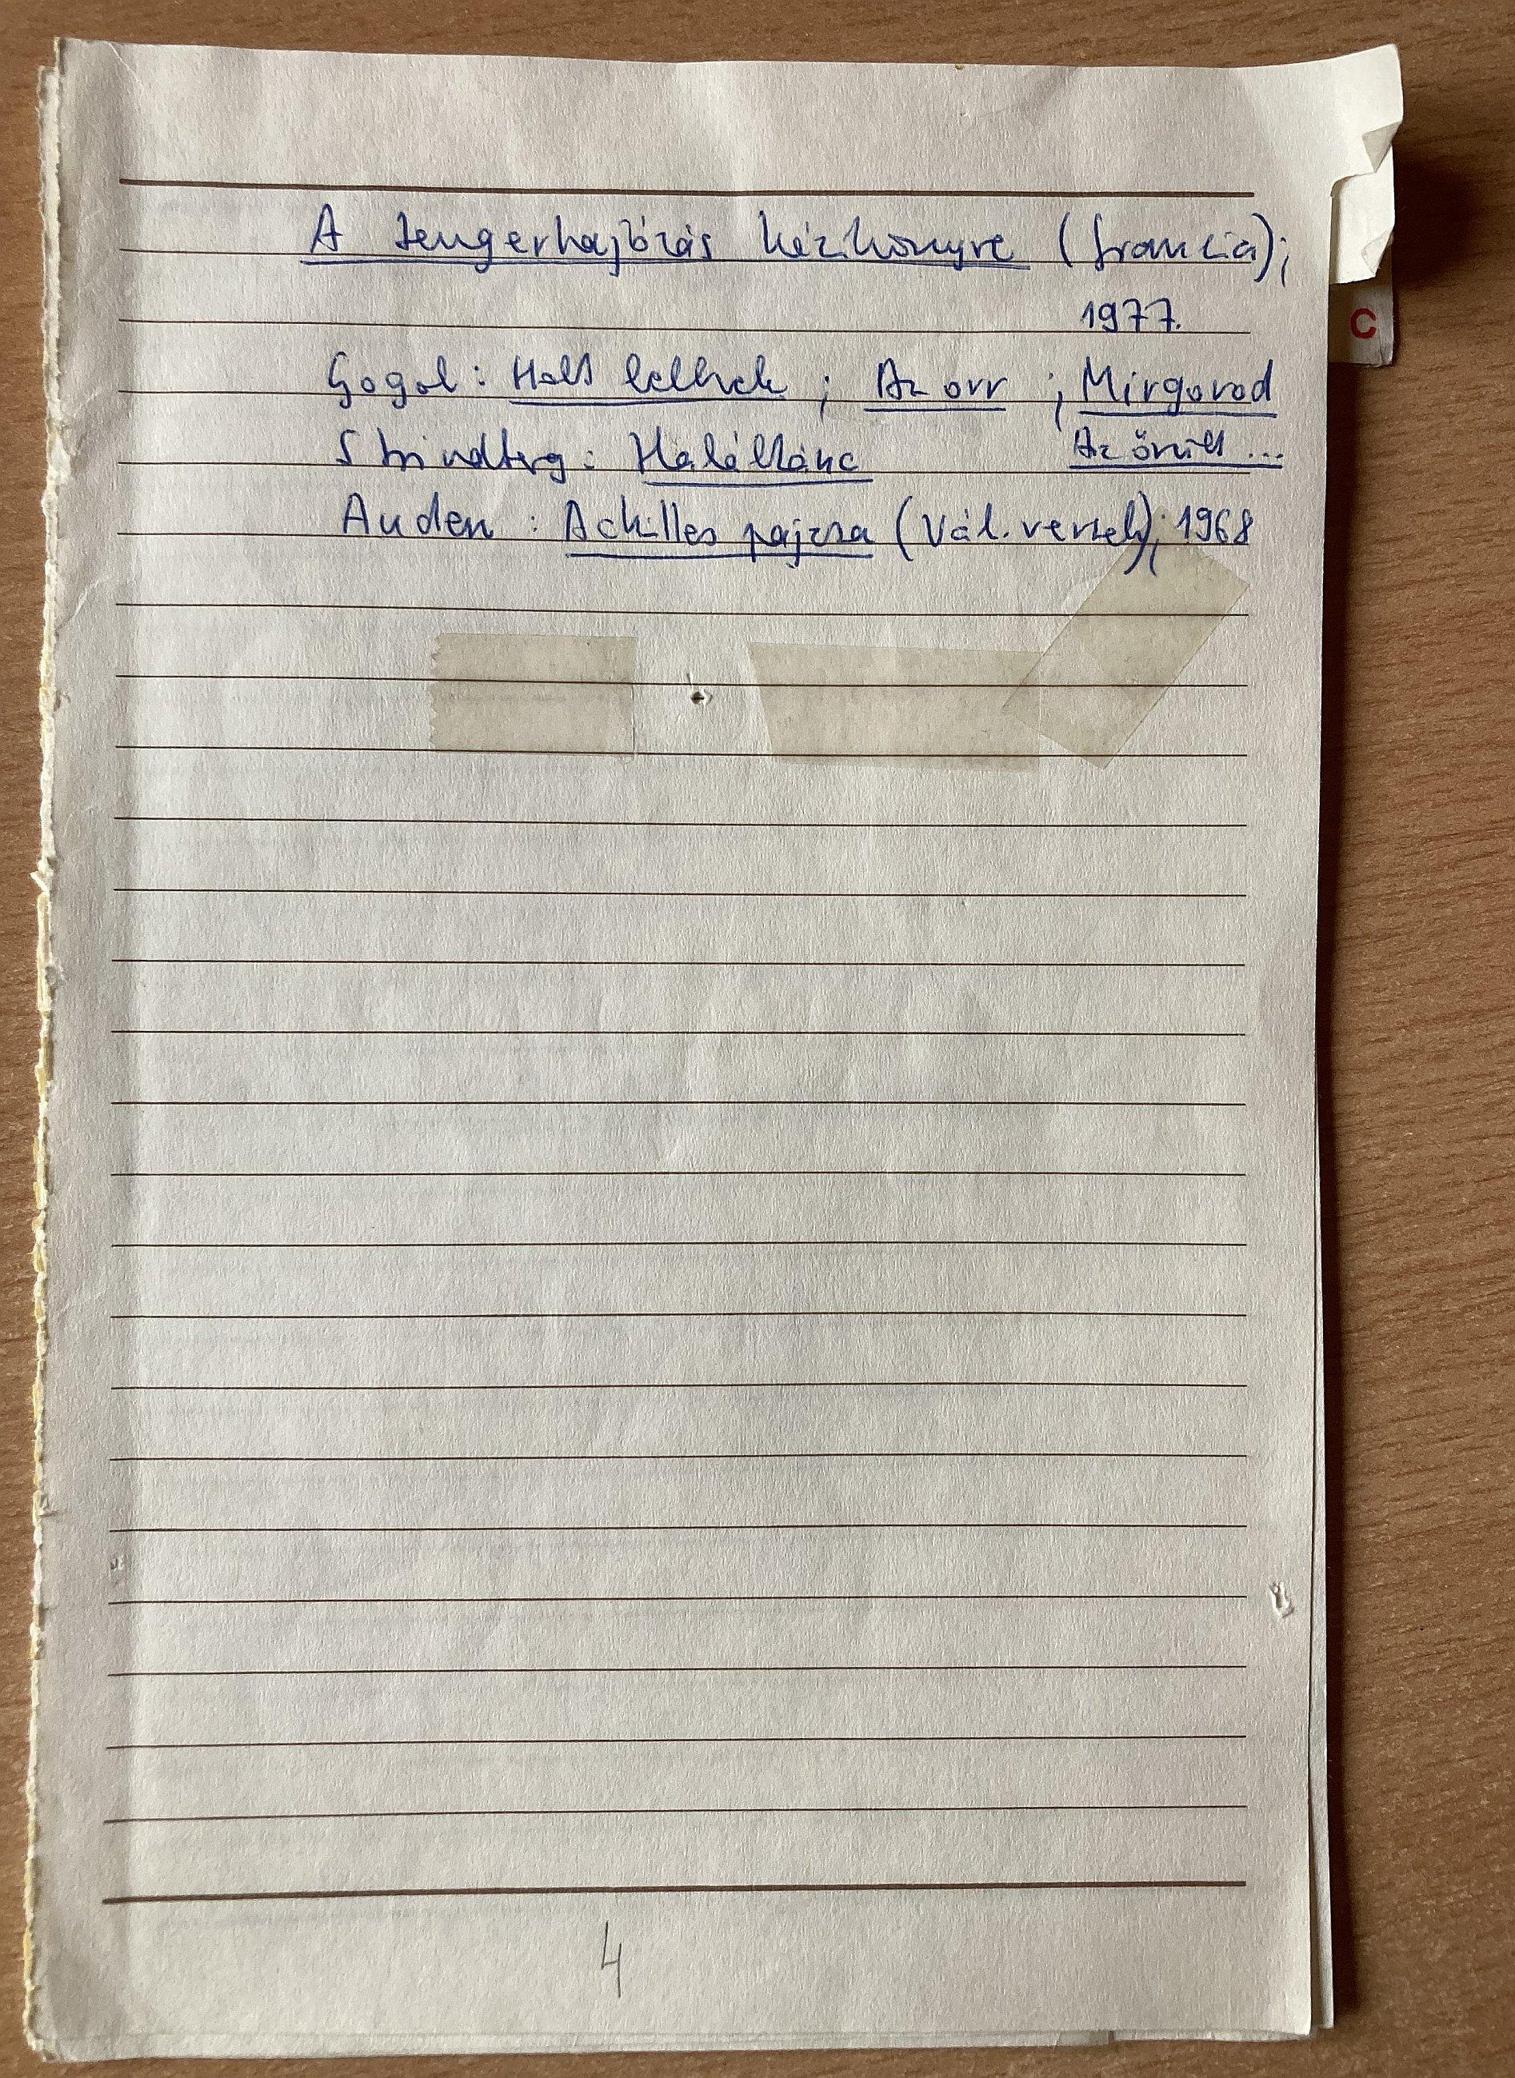 A tengerhajózás kézikönyve (francia);
1977.
Gogol: Holt lelkek ; Az orr ; Mirgorod
Strindberg: Haláltánc Az őrült ...
Auden: Achilles pajzsa (Vál. versek); 1968
C
4